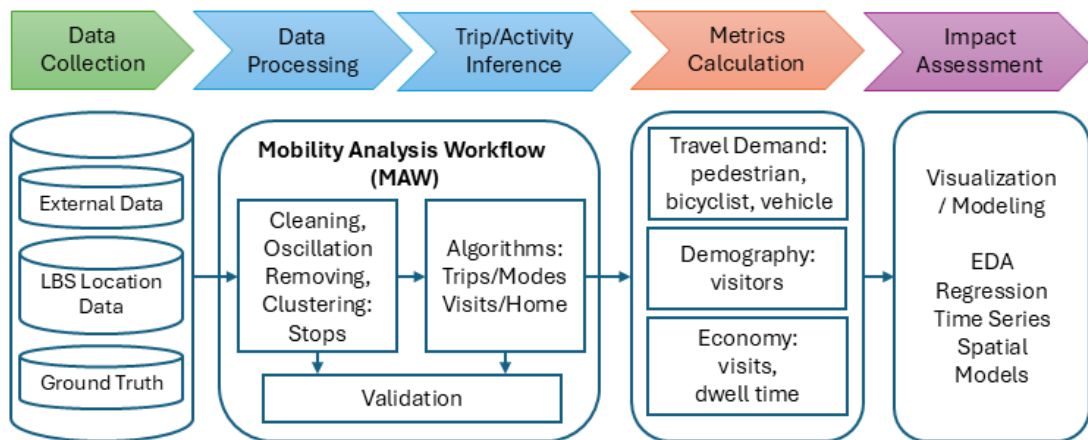 Data
Collection
Data
Processing
Trip/Activity
Inference
Metrics
Calculation
Impact
Assessment
External Data
LBS Location
Data
Ground Truth
Mobility Analysis Workflow
(MAW)
Cleaning,
Oscillation
Removing,
Clustering:
Stops
Algorithms:
Trips/Modes
Visits/Home
Validation
Travel Demand:
pedestrian,
bicyclist, vehicle
Demography:
visitors
Economy:
visits,
dwell time
Visualization
/ Modeling
EDA
Regression
Time Series
Spatial
Models